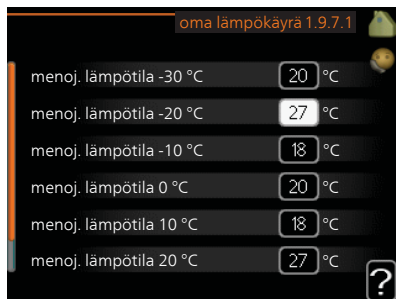 oma lämpökäyrä 1.9.7.1
menoj. lämpötila -30 °C 20 °C
menoj. lämpötila -20 °C 27 °C
menoj. lämpötila -10 °C 18 °C
menoj. lämpötila 0 °C 20 °C
menoj. lämpötila 10 °C 18 °C
menoj. lämpötila 20 °C 27 °C
?